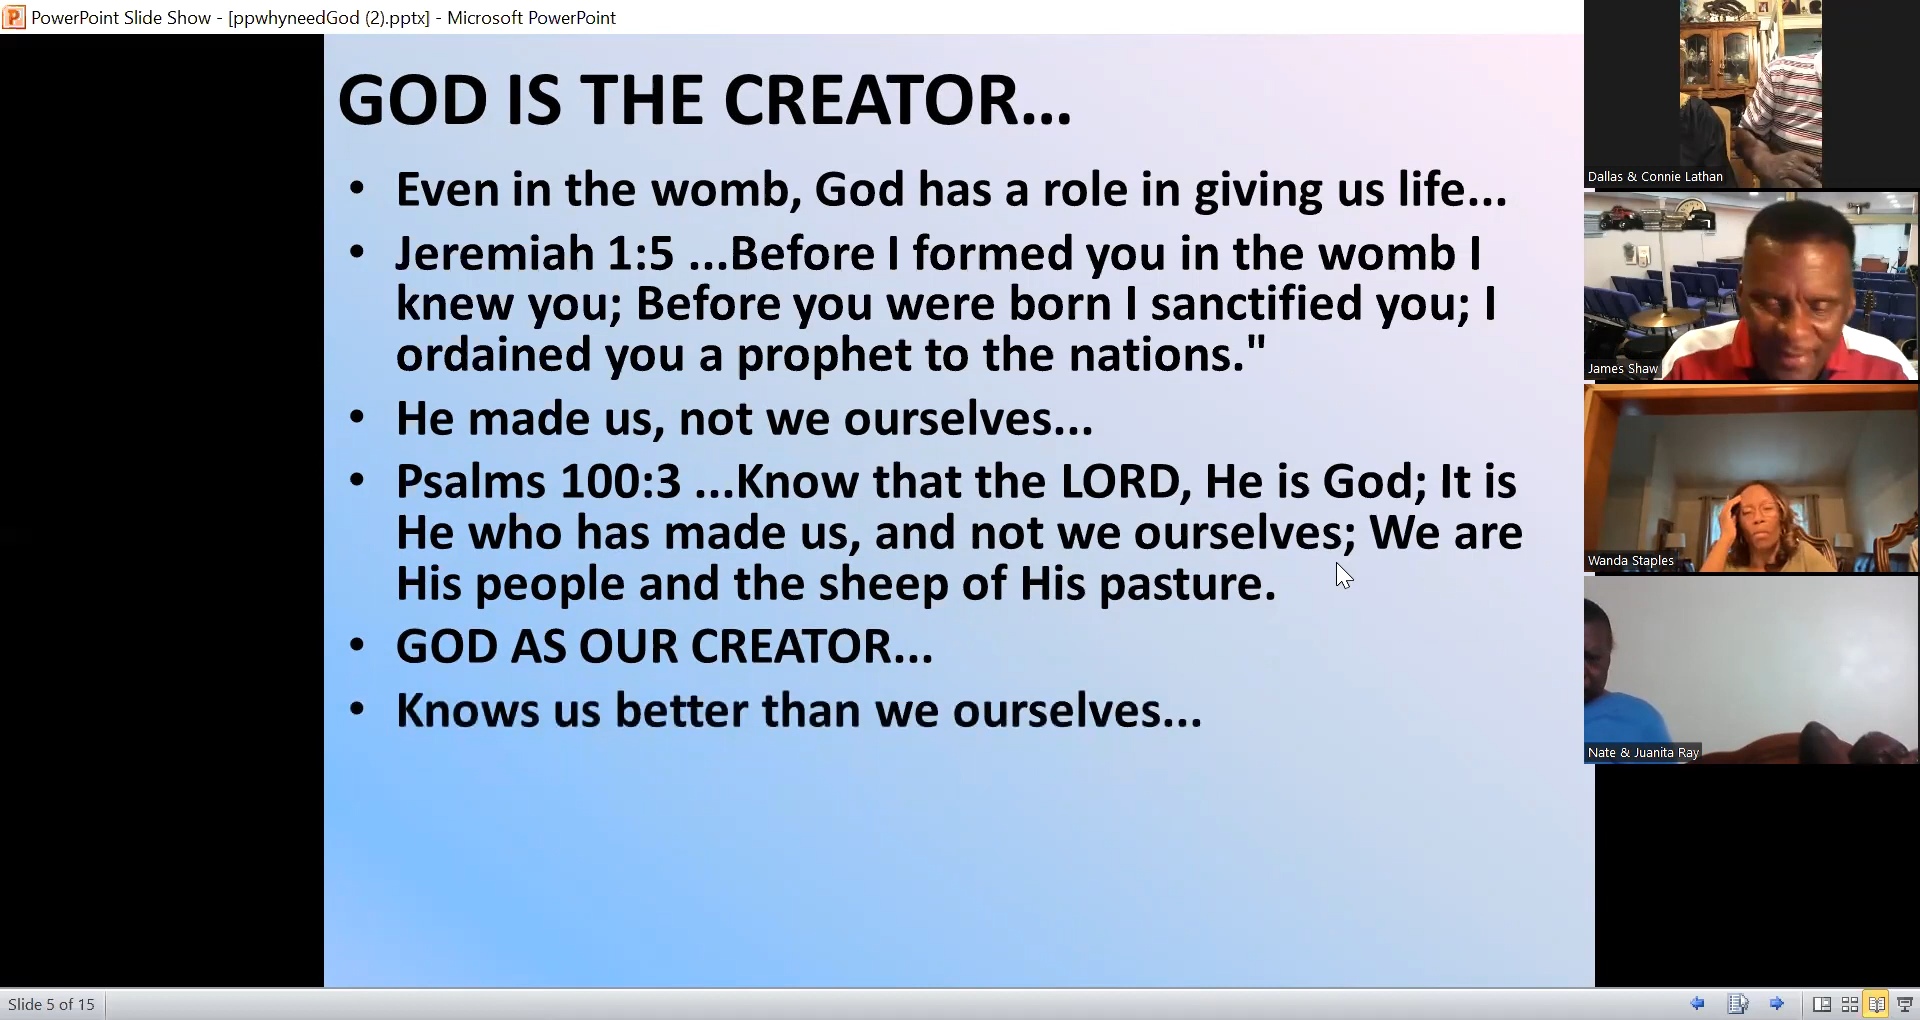 PowerPoint Slide Show - [ppwhyneedGod (2).pptx] - Microsoft PowerPoint
GOD IS THE CREATOR...
• Even in the womb, God has a role in giving us life...
• Jeremiah 1:5 ...Before I formed you in the womb I
knew you; Before you were born I sanctified you; I
ordained you a prophet to the nations."
• He made us, not we ourselves...
• Psalms 100:3 ...Know that the LORD, He is God; It is
He who has made us, and not we ourselves; We are
His people and the sheep of His pasture.
• GOD AS OUR CREATOR...
• Knows us better than we ourselves...
Dallas & Connie Lathan
James Shaw
Wanda Staples
Nate & Juanita Ray
Slide 5 of 15